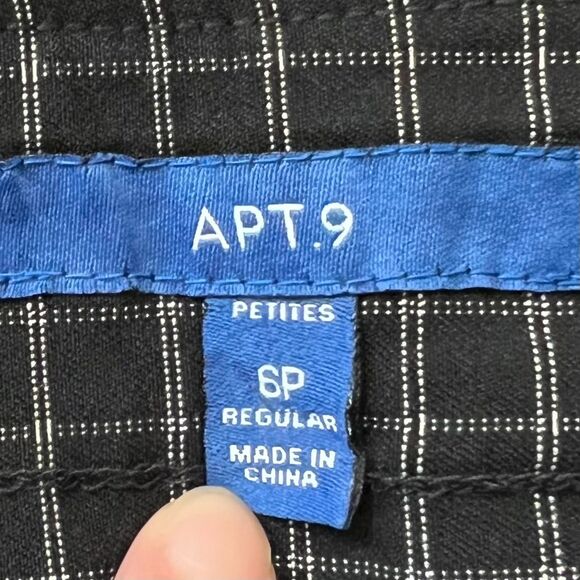 APT.9
PETITES
6P
REGULAR
MADE IN
CHINA